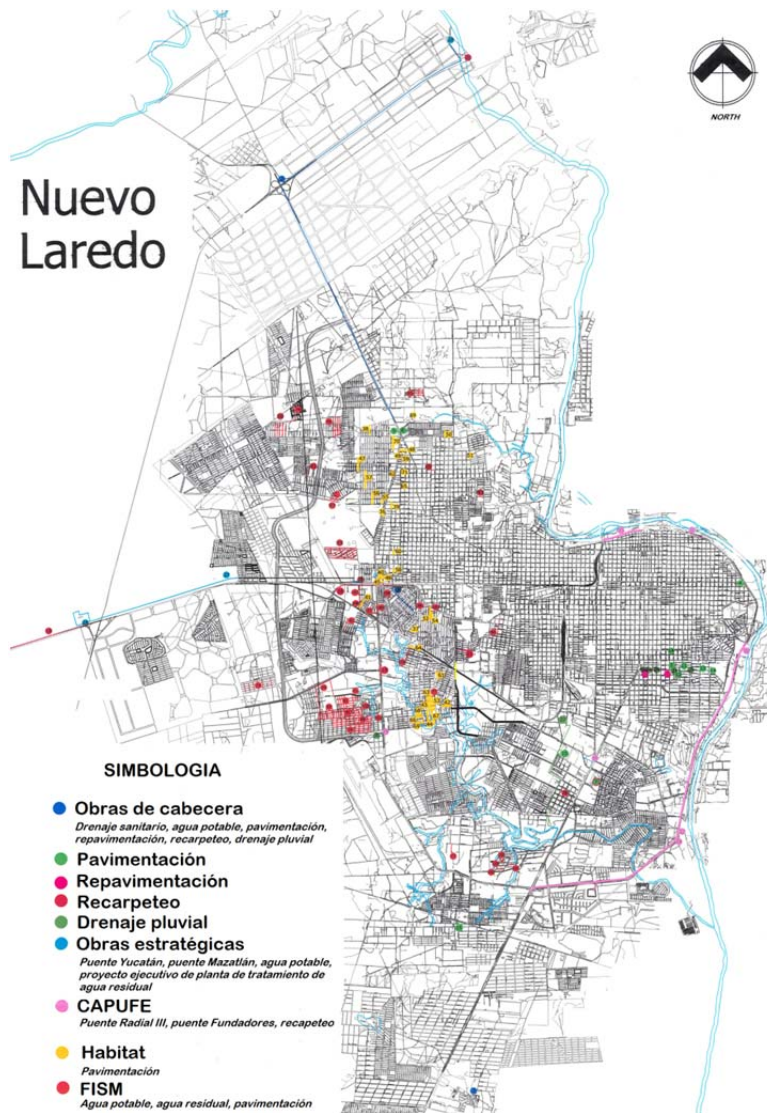 NORTH
Nuevo
Laredo
SIMBOLOGIA
Obras de cabecera
Drenaje sanitario, agua potable, pavimentación,
repavimentación, recarpeteo, drenaje pluvial
Pavimentación
Repavimentación
Recarpeteo
Drenaje pluvial
Obras estratégicas
Puente Yucatán, puente Mazatlán, agua potable,
proyecto ejecutivo de planta de tratamiento de
agua residual
CAPUFE
Puente Radial III, puente Fundadores, recapeteo
Habitat
Pavimentación
FISM
Agua potable, agua residual, pavimentación